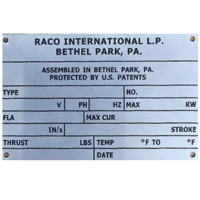 RACO INTERNATIONAL L.P.
BETHEL PARK, PA.
ASSEMBLED IN BETHEL PARK, PA.
PROTECTED BY U.S. PATENTS
TYPE NO.
V PH HZ MAX KW
FLA MAX CUR
IN/s STROKE
THRUST LBS TEMP °F TO °F
DATE